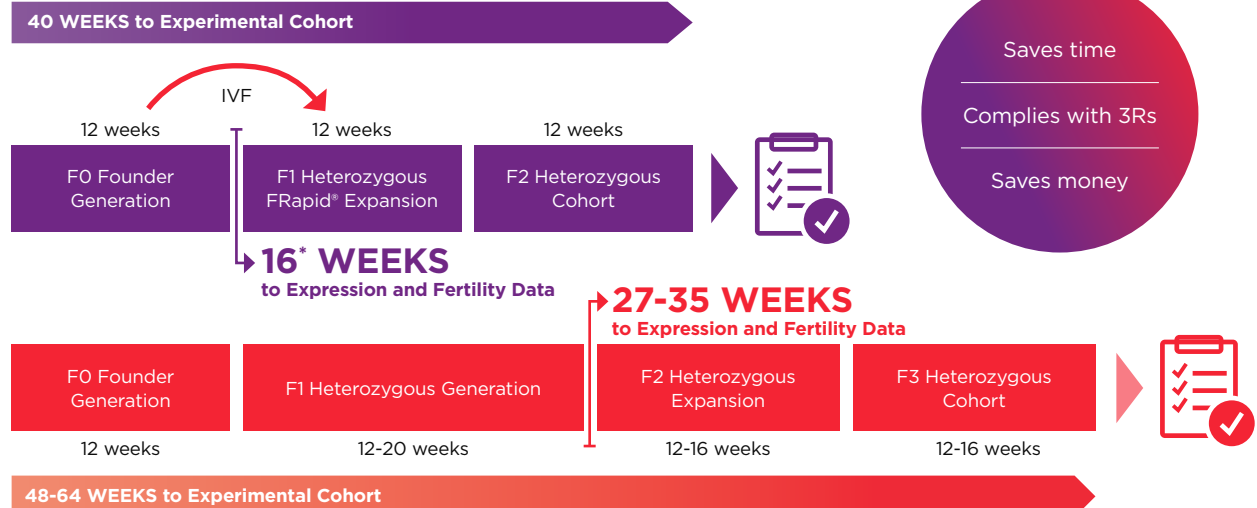 40 WEEKS to Experimental Cohort
Saves time
Complies with 3Rs
Saves money
IVF
12 weeks
12 weeks
12 weeks
F0 Founder
Generation
F1 Heterozygous
FRapid® Expansion
F2 Heterozygous
Cohort
16* WEEKS
to Expression and Fertility Data
27-35 WEEKS
to Expression and Fertility Data
F0 Founder
Generation
F1 Heterozygous Generation
F2 Heterozygous
Expansion
F3 Heterozygous
Cohort
12 weeks
12-20 weeks
12-16 weeks
12-16 weeks
48-64 WEEKS to Experimental Cohort